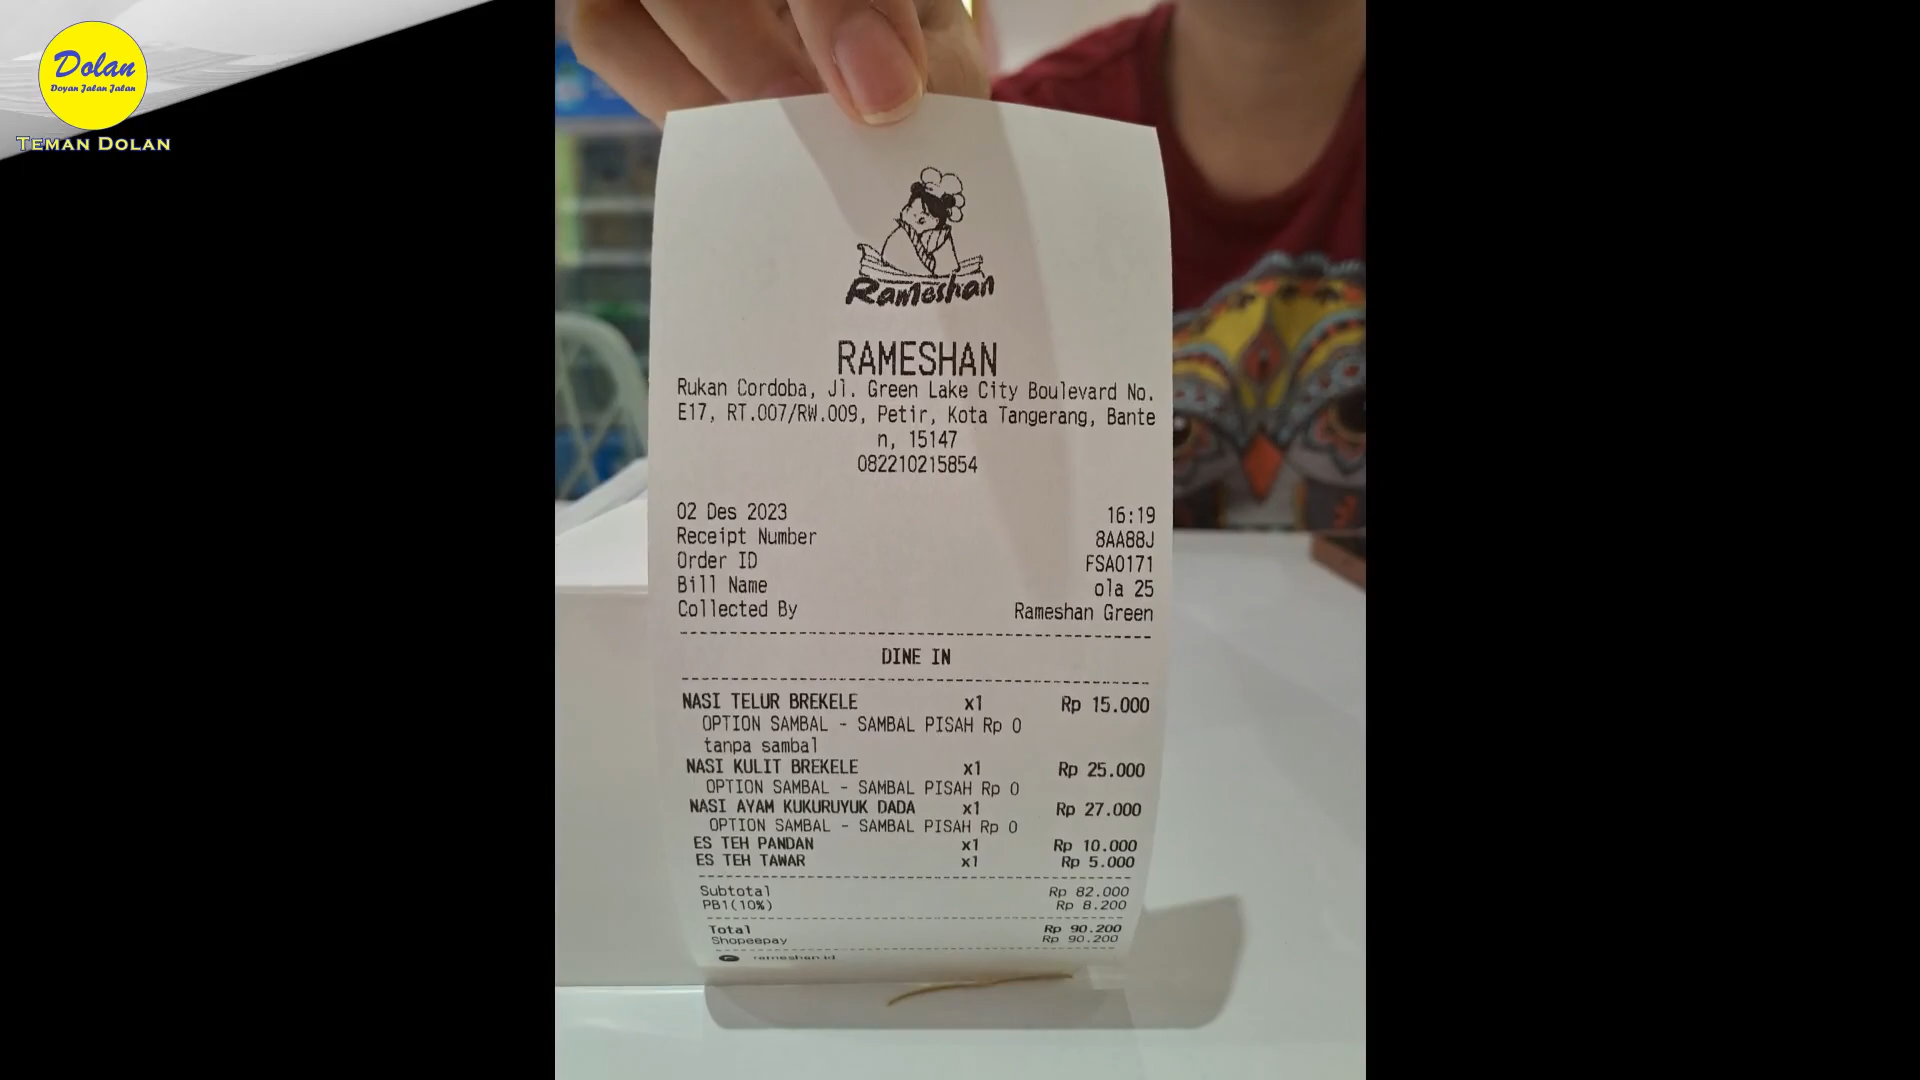 Dolan
Doyan Jalan Jalan
TEMAN DOLAN
Rameshan
RAMESHAN
Rukan Cordoba, Jl. Green Lake City Boulevard No.
E17, RT.007/RW.009, Petir, Kota Tangerang, Bante
n, 15147
082210215854
02 Des 2023 16:19
Receipt Number 8AA88J
Order ID FSA0171
Bill Name ola 25
Collected By Rameshan Green
DINE IN
NASI TELUR BREKELE x1 Rp 15.000
OPTION SAMBAL - SAMBAL PISAH Rp 0
tanpa sambal
NASI KULIT BREKELE x1 Rp 25.000
OPTION SAMBAL - SAMBAL PISAH Rp 0
NASI AYAM KUKURUYUK DADA x1 Rp 27.000
OPTION SAMBAL - SAMBAL PISAH Rp 0
ES TEH PANDAN x1 Rp 10.000
ES TEH TAWAR x1 Rp 5.000
Subtotal Rp 82.000
PB1(10%) Rp 8.200
Total Rp 90.200
Shopeepay Rp 90.200
rameshan.id